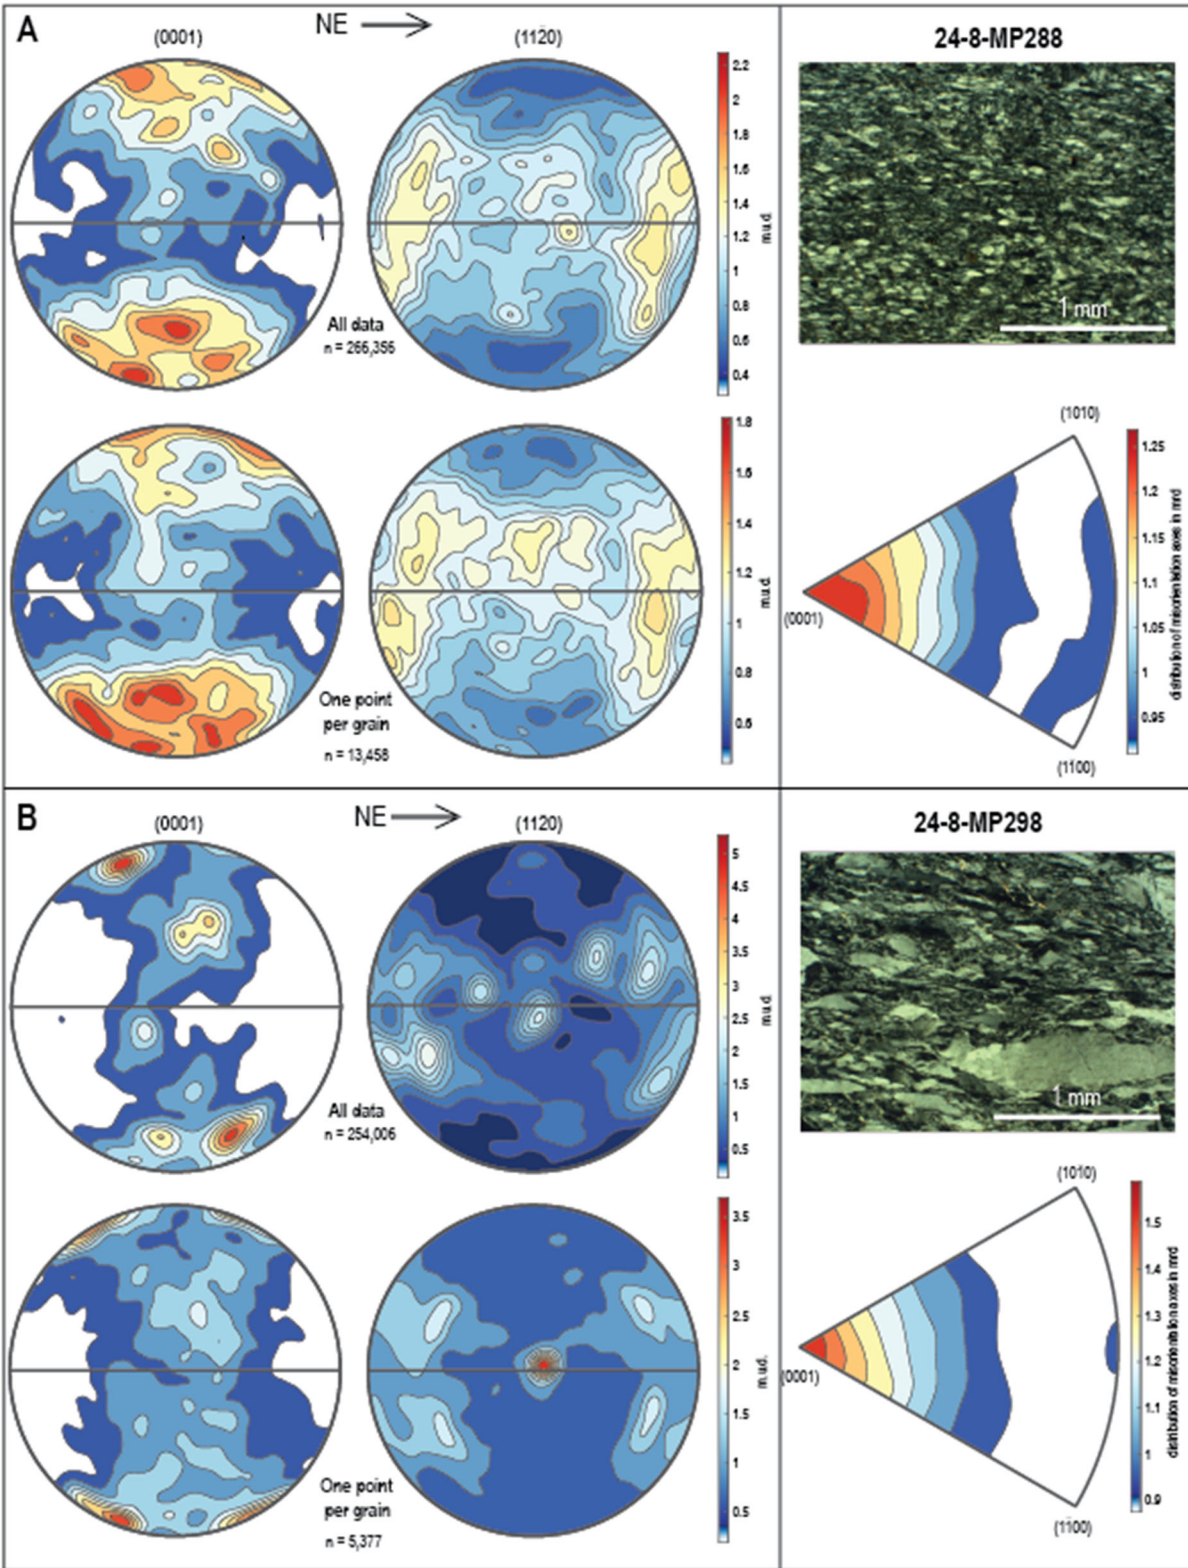 A
NE
(0001)
(1120)
2.2
2
1.8
1.6
1.4
1.2
1
0.8
0.6
0.4
m.u.d.
All data
n = 266,356
1.8
1.6
1.4
1.2
1
0.8
0.6
m.u.d.
One point
per grain
n = 13,458
24-8-MP288
1 mm
(1010)
(0001)
(1100)
1.25
1.2
1.15
1.1
1.05
1
0.95
distribution of misorientation axes in mrd
B
NE
(0001)
(1120)
5
4.5
4
3.5
3
2.5
2
1.5
1
0.5
m.u.d.
All data
n = 254,006
3.5
3
2.5
2
1.5
1
0.5
m.u.d.
One point
per grain
n = 5,377
24-8-MP298
1 mm
(1010)
(0001)
(1100)
1.5
1.4
1.3
1.2
1.1
1
0.9
distribution of misorientation axes in mrd